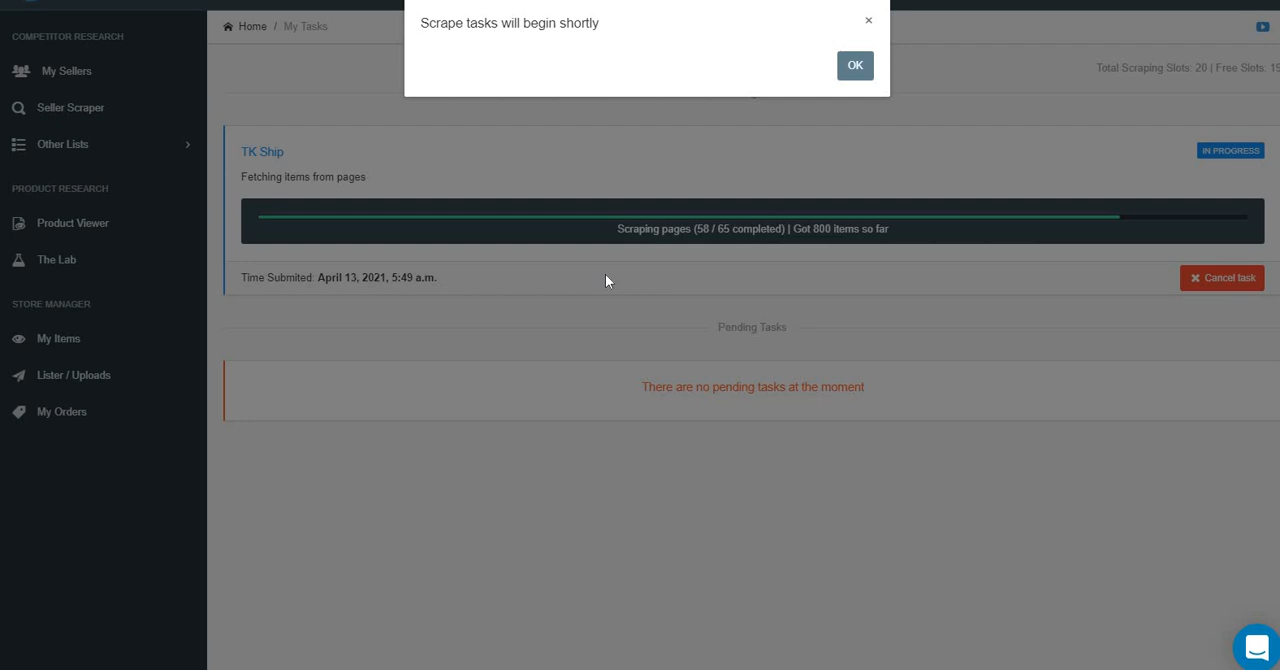 Scrape tasks will begin shortly
×
OK
COMPETITOR RESEARCH
My Sellers
Seller Scraper
Other Lists
PRODUCT RESEARCH
Product Viewer
The Lab
STORE MANAGER
My Items
Lister / Uploads
My Orders
Home / My Tasks
Total Scraping Slots: 20 | Free Slots:
TK Ship
IN PROGRESS
Fetching items from pages
Scraping pages (58 / 65 completed) | Got 800 items so far
Time Submited: April 13, 2021, 5:49 a.m.
Cancel task
Pending Tasks
There are no pending tasks at the moment